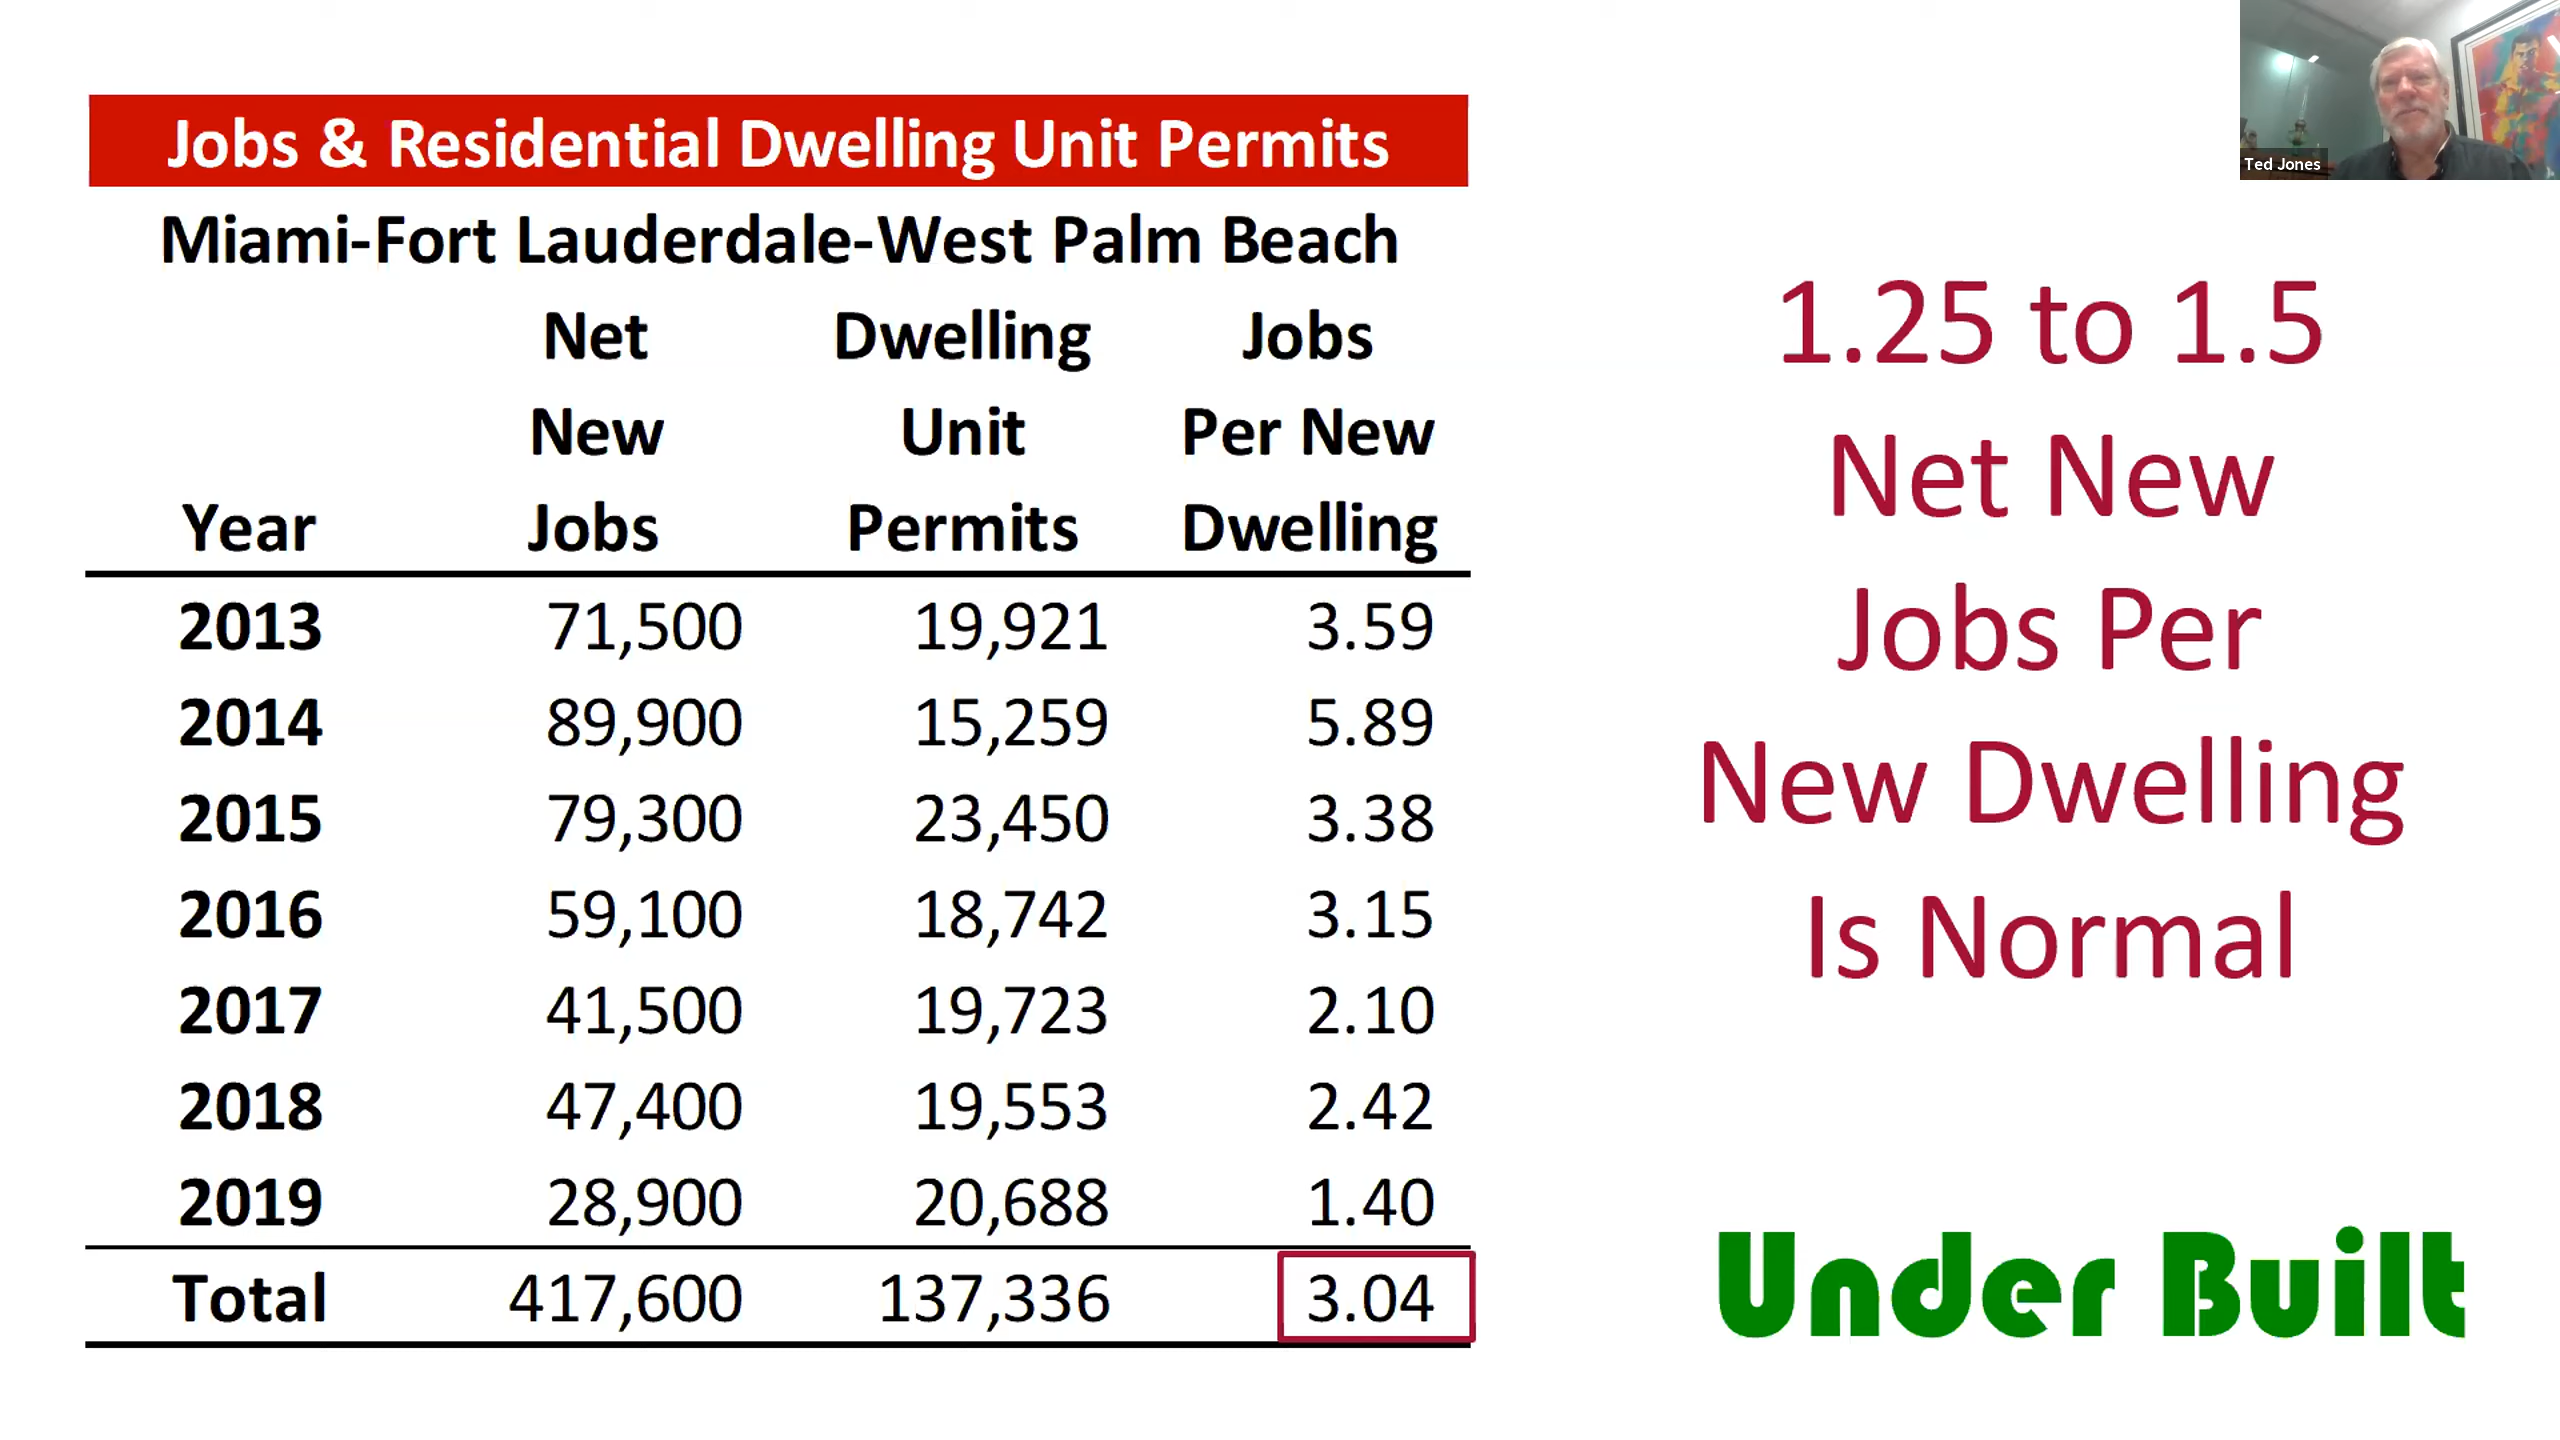 Jobs & Residential Dwelling Unit Permits
Miami-Fort Lauderdale-West Palm Beach
Net Dwelling Jobs
New Unit Per New
Year Jobs Permits Dwelling
2013 71,500 19,921 3.59
2014 89,900 15,259 5.89
2015 79,300 23,450 3.38
2016 59,100 18,742 3.15
2017 41,500 19,723 2.10
2018 47,400 19,553 2.42
2019 28,900 20,688 1.40
Total 417,600 137,336 3.04
1.25 to 1.5
Net New
Jobs Per
New Dwelling
Is Normal
Under Built
Ted Jones